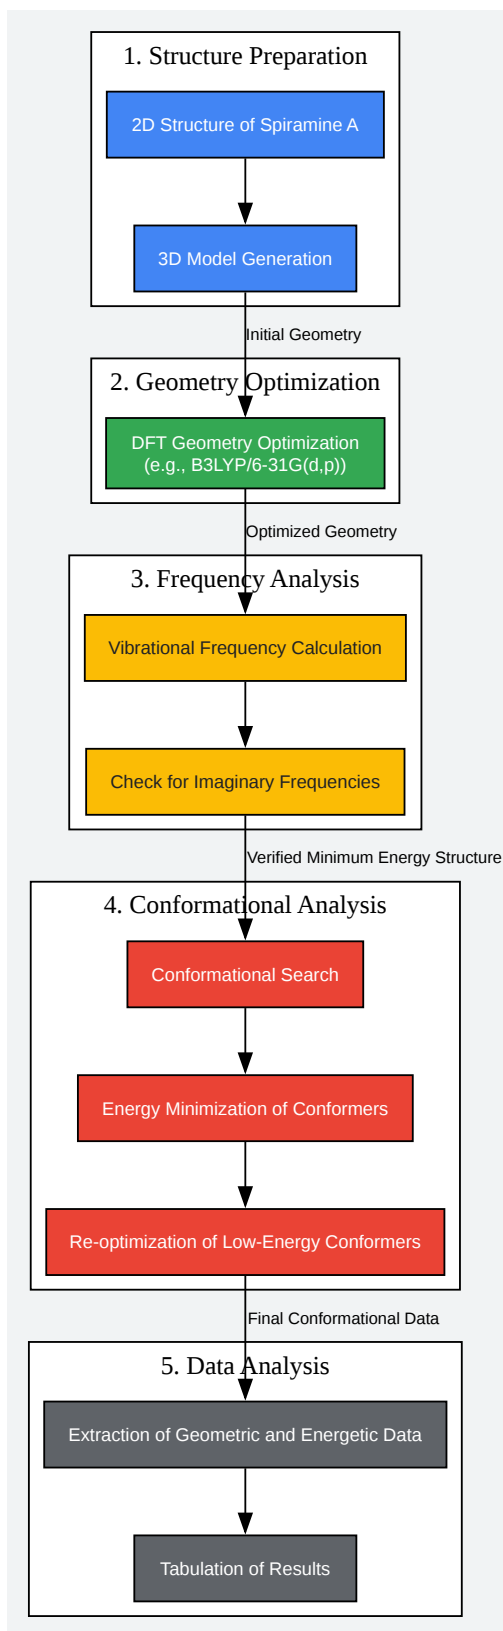 1. Structure Preparation
2D Structure of Spiramine A
3D Model Generation
Initial Geometry
2. Geometry Optimization
DFT Geometry Optimization
(e.g., B3LYP/6-31G(d,p))
Optimized Geometry
3. Frequency Analysis
Vibrational Frequency Calculation
Check for Imaginary Frequencies
Verified Minimum Energy Structure
4. Conformational Analysis
Conformational Search
Energy Minimization of Conformers
Re-optimization of Low-Energy Conformers
Final Conformational Data
5. Data Analysis
Extraction of Geometric and Energetic Data
Tabulation of Results